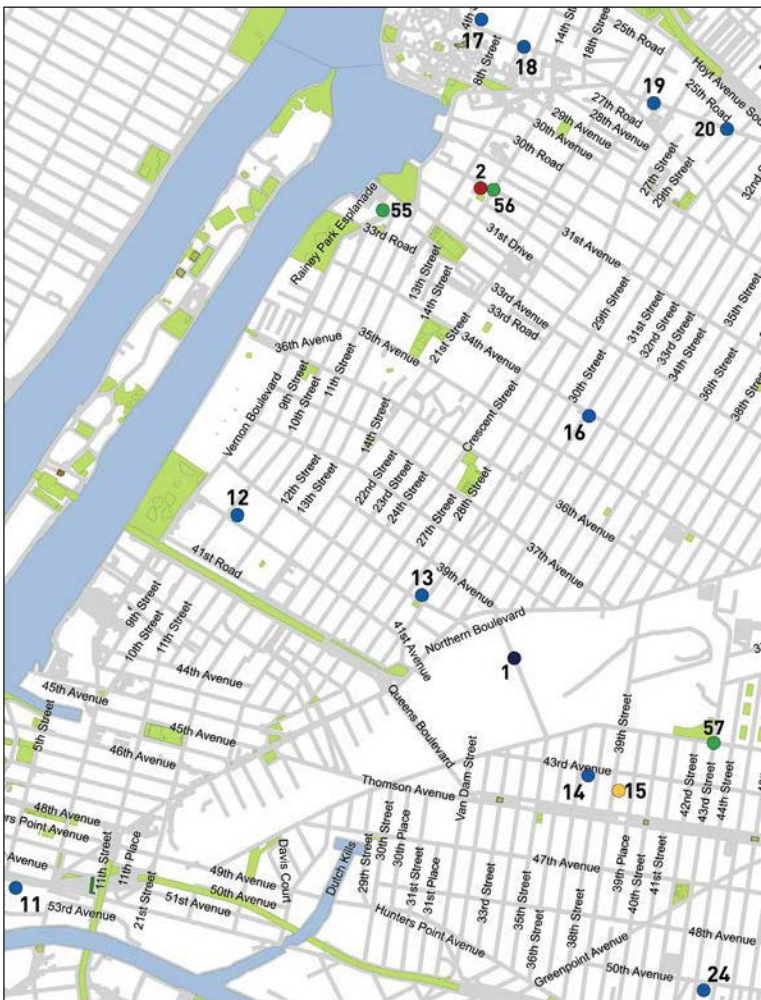 4th
17
8th Street
18
14th St
18th Street
25th Road
Hoyt Avenue Sou
19
25th Road
20
27th Road
28th Avenue
29th Avenue
30th Avenue
30th Road
27th Street
29th Street
32nd
2
56
55
Rainey Park Esplanade
33rd Road
31st Drive
31st Avenue
13th Street
14th Street
33rd Avenue
33rd Road
29th Street
31st Street
32nd Street
33rd Street
34th Street
35th Street
36th Street
38th Street
36th Avenue
35th Avenue
21st Street
34th Avenue
Vernon Boulevard
9th Street
10th Street
11th Street
30th Street
16
14th Street
Crescent Street
12th Street
13th Street
22nd Street
23rd Street
24th Street
27th Street
28th Street
36th Avenue
12
37th Avenue
41st Road
13
39th Avenue
9th Street
10th Street
11th Street
41st Avenue
Northern Boulevard
1
44th Avenue
45th Avenue
5th Street
45th Avenue
46th Avenue
Queens Boulevard
39th Street
57
43rd Avenue
42nd Street
43rd Street
44th Street
Thomson Avenue
Van Dam Street
14
15
48th Avenue
ers Point Avenue
11th Street
11th Place
21st Street
Davis Court
Dutch Kills
29th Street
30th Street
30th Place
31st Street
31st Place
47th Avenue
39th Place
40th Street
41st Street
Avenue
11
53rd Avenue
49th Avenue
50th Avenue
51st Avenue
33rd Street
35th Street
36th Street
38th Street
Hunters Point Avenue
Greenpoint Avenue
48th Avenue
50th Avenue
24